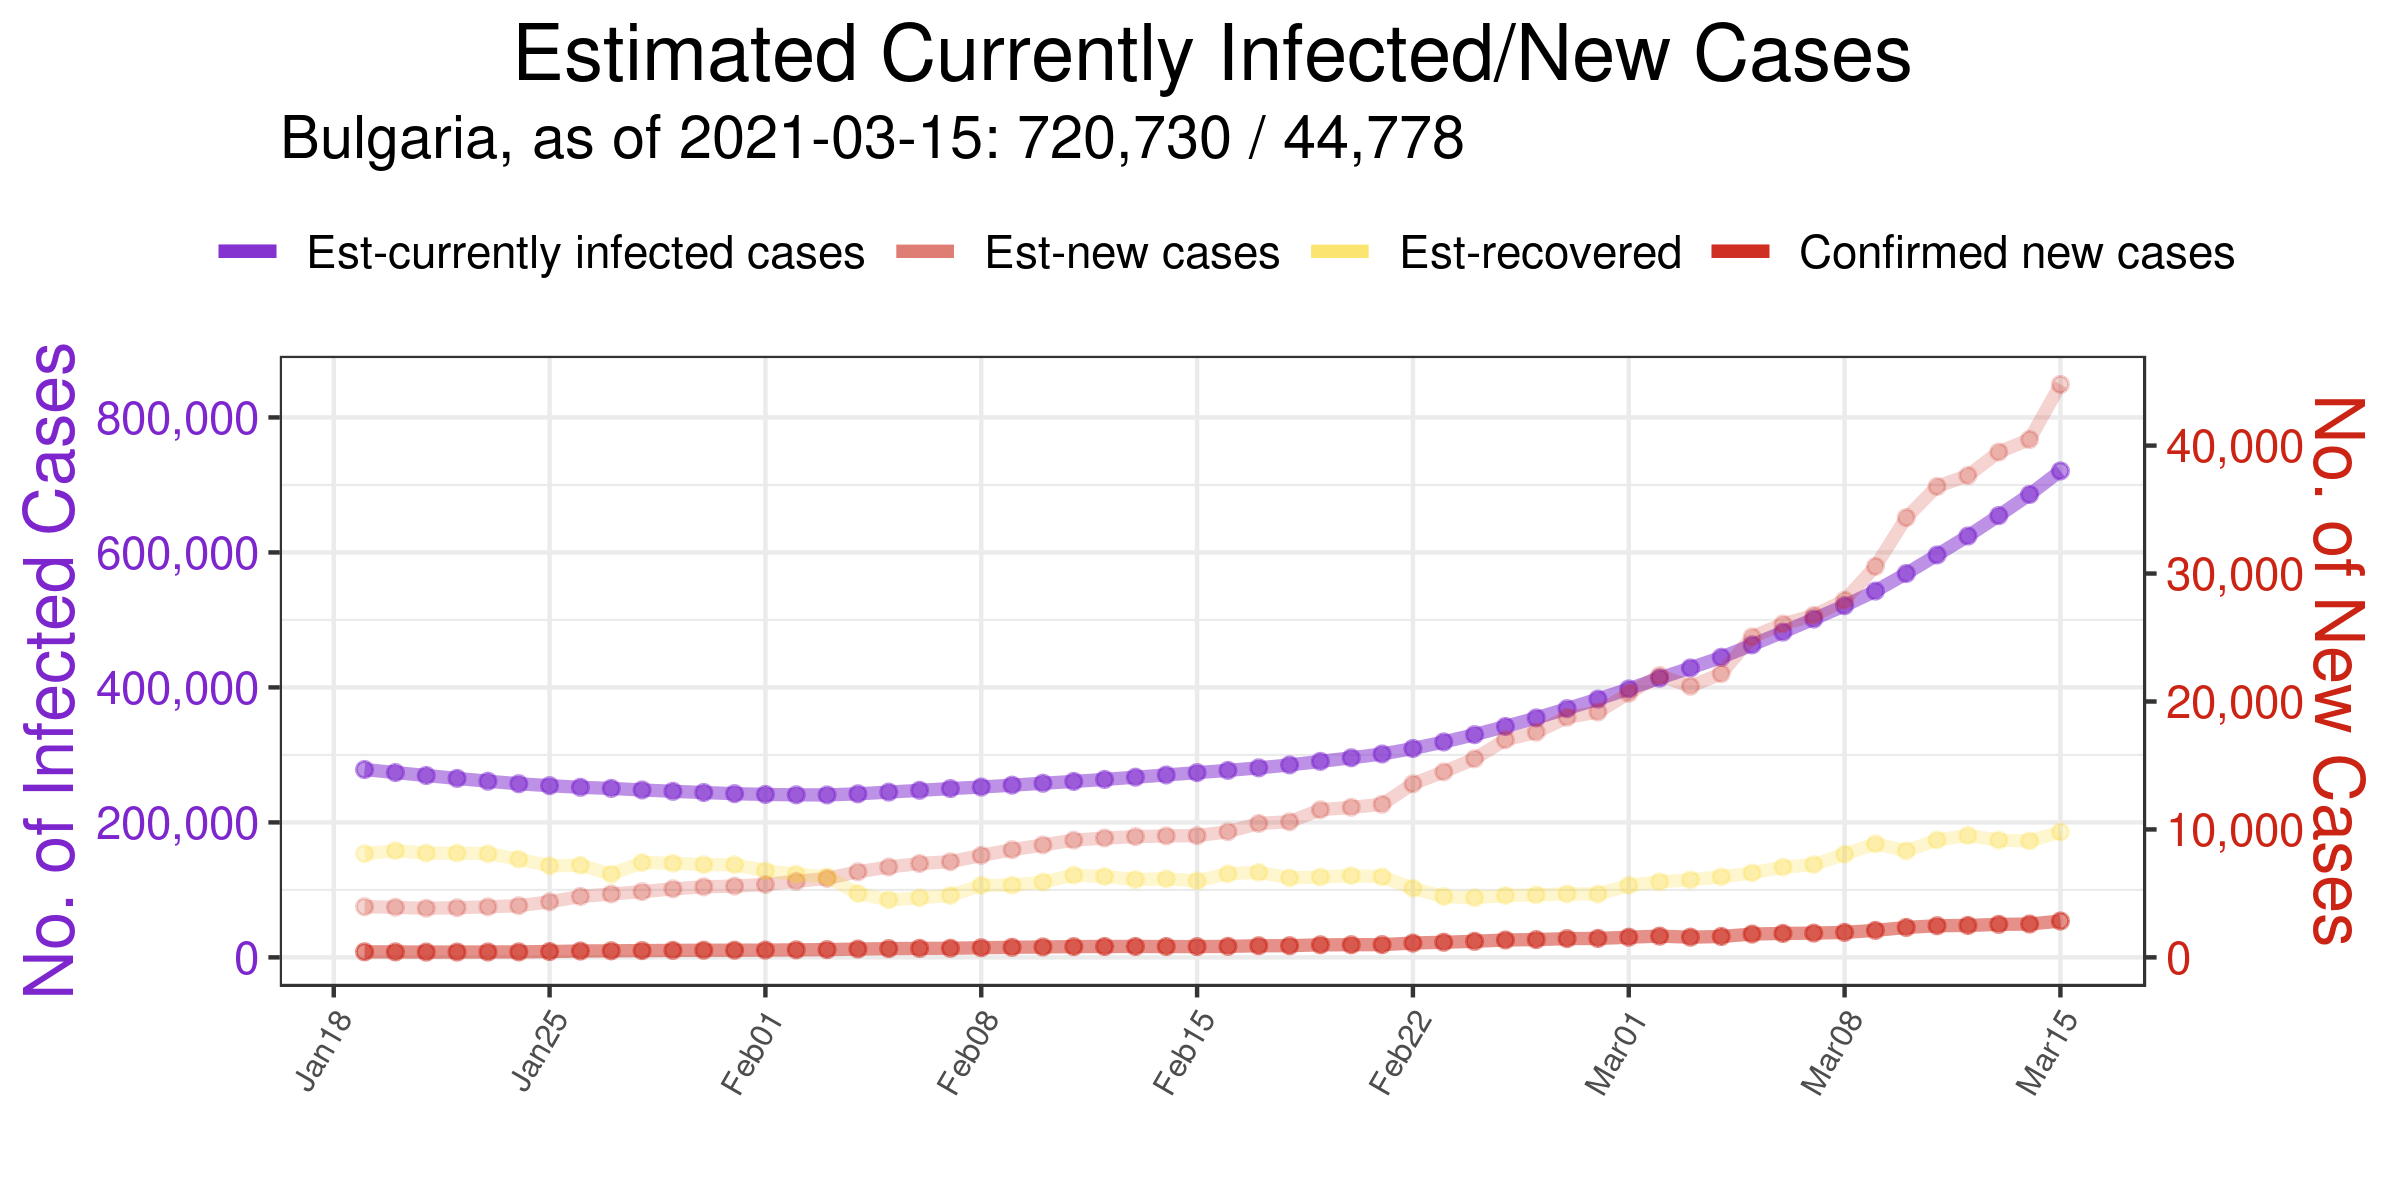 Estimated Currently Infected/New Cases
Bulgaria, as of 2021-03-15: 720,730 / 44,778
Est-currently infected cases Est-new cases Est-recovered Confirmed new cases
No. of Infected Cases
800,000
600,000
400,000
200,000
0
40,000
30,000
20,000
10,000
0
No. of New Cases
Jan18 Jan25 Feb01 Feb08 Feb15 Feb22 Mar01 Mar08 Mar15